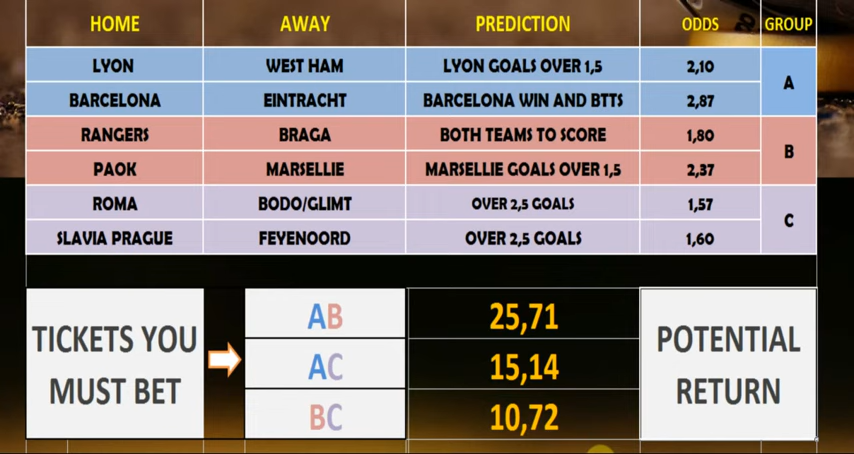 HOME AWAY PREDICTION ODDS GROUP
LYON WEST HAM LYON GOALS OVER 1,5 2,10
A
BARCELONA EINTRACHT BARCELONA WIN AND BTTS 2,87
RANGERS BRAGA BOTH TEAMS TO SCORE 1,80
B
PAOK MARSELLIE MARSELLIE GOALS OVER 1,5 2,37
ROMA BODO/GLIMT OVER 2,5 GOALS 1,57
C
SLAVIA PRAGUE FEYENOORD OVER 2,5 GOALS 1,60
TICKETS YOU
MUST BET
AB 25,71
AC 15,14
BC 10,72
POTENTIAL
RETURN